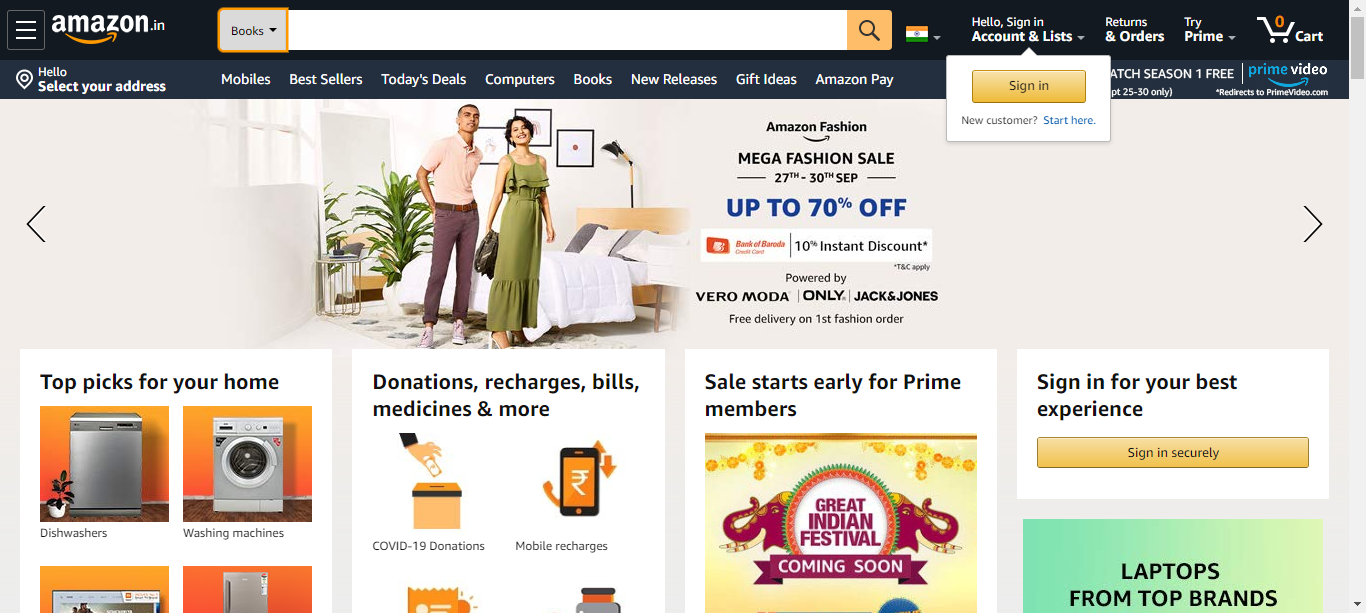 amazon.in
Books
Hello, Sign in
Account & Lists
Returns
& Orders
Try
Prime
0
Cart
Hello
Select your address
Mobiles
Best Sellers
Today's Deals
Computers
Books
New Releases
Gift Ideas
Amazon Pay
ATCH SEASON 1 FREE
pt 25-30 only)
prime video
*Redirects to PrimeVideo.com
Sign in
New customer? Start here.
Amazon Fashion
MEGA FASHION SALE
27TH - 30TH SEP
UP TO 70% OFF
Bank of Baroda
Credit Card
10% Instant Discount*
*T&C apply
Powered by
VERO MODA | ONLY. | JACK & JONES
Free delivery on 1st fashion order
Top picks for your home
Dishwashers
Washing machines
Donations, recharges, bills,
medicines & more
₹
COVID-19 Donations
Mobile recharges
Sale starts early for Prime
members
GREAT
INDIAN
FESTIVAL
COMING SOON
Sign in for your best
experience
Sign in securely
LAPTOPS
FROM TOP BRANDS